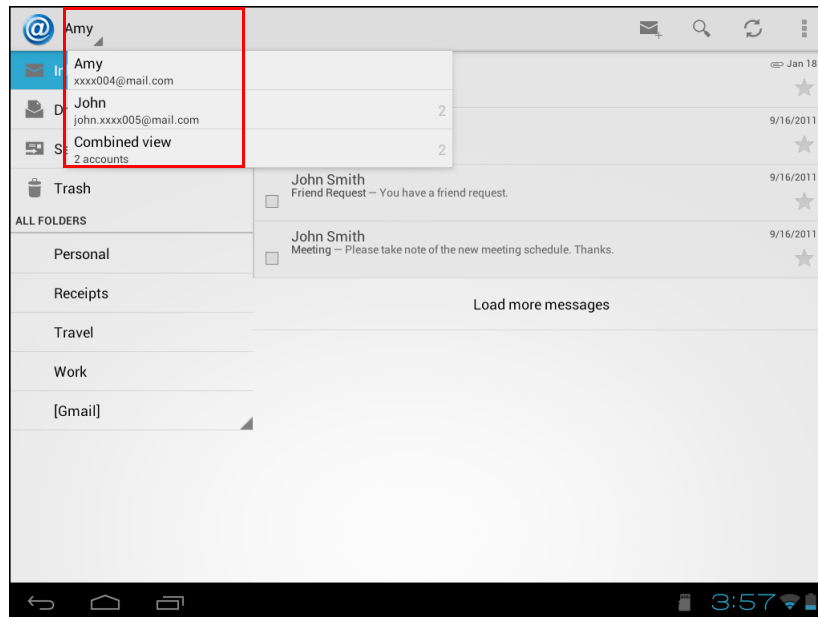 Amy
In
Amy
xxxx004@mail.com
Jan 18
D
John
john.xxxx005@mail.com
2
9/16/2011
S
Combined view
2 accounts
2
Trash
John Smith
9/16/2011
Friend Request — You have a friend request.
ALL FOLDERS
John Smith
9/16/2011
Meeting — Please take note of the new meeting schedule. Thanks.
Personal
Receipts
Load more messages
Travel
Work
[Gmail]
3:57